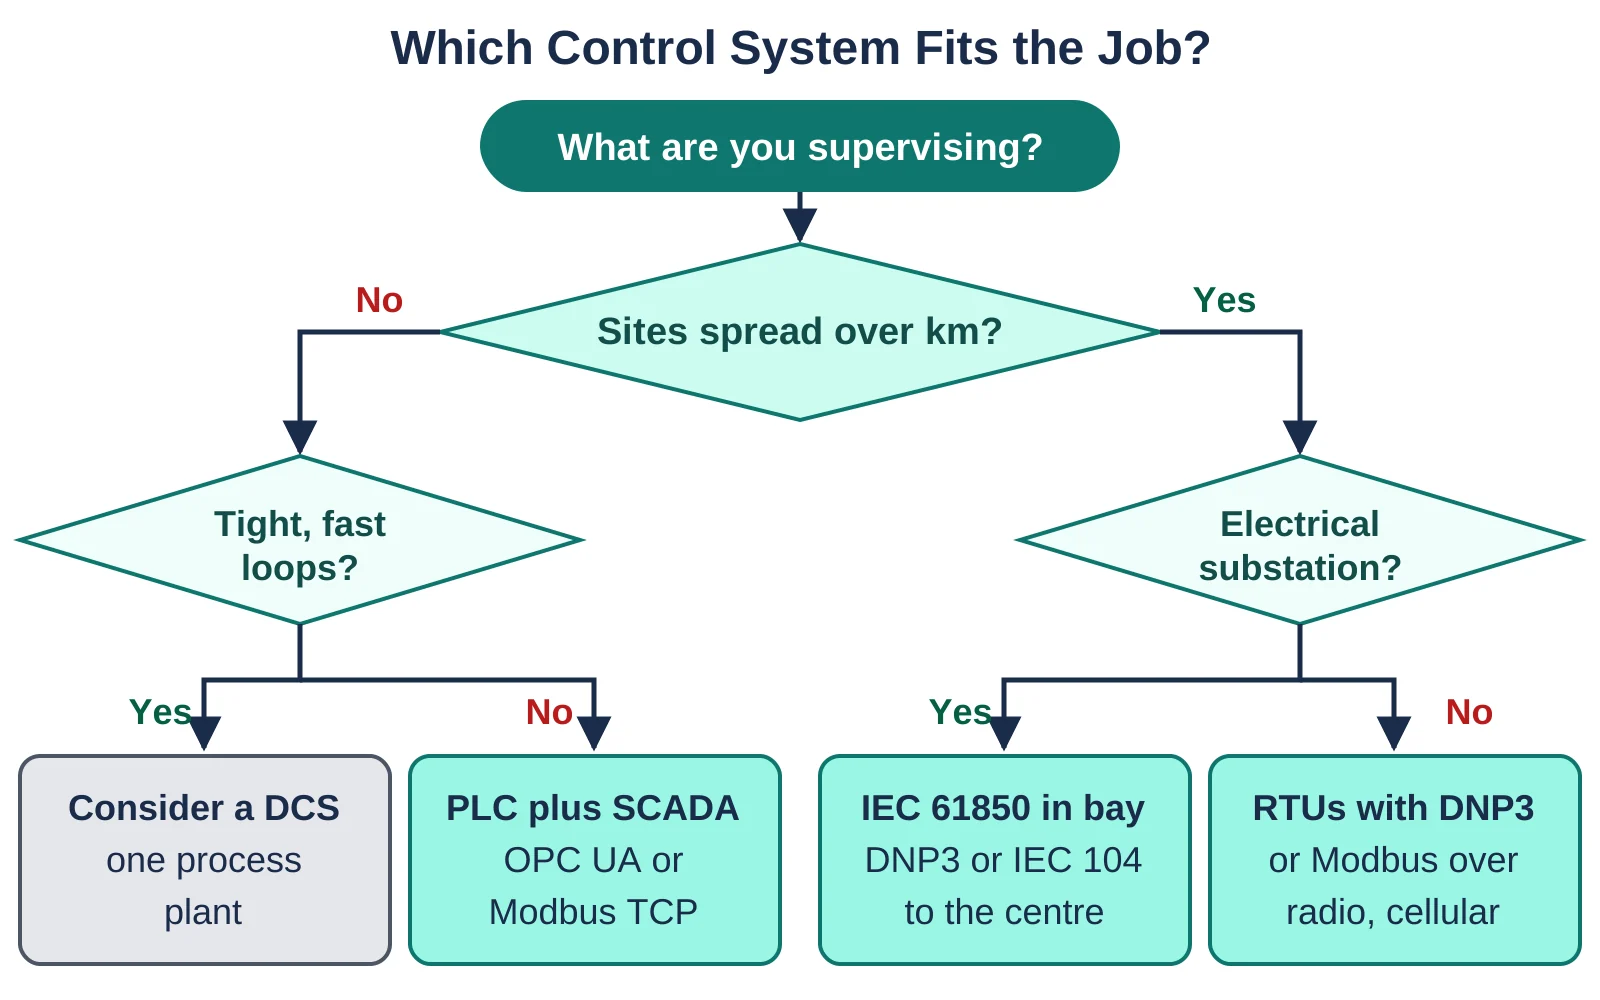 Which Control System Fits the Job?
What are you supervising?
No
Yes
Sites spread over km?
Tight, fast
loops?
Electrical
substation?
Yes
No
Yes
No
Consider a DCS
one process
plant
PLC plus SCADA
OPC UA or
Modbus TCP
IEC 61850 in bay
DNP3 or IEC 104
to the centre
RTUs with DNP3
or Modbus over
radio, cellular